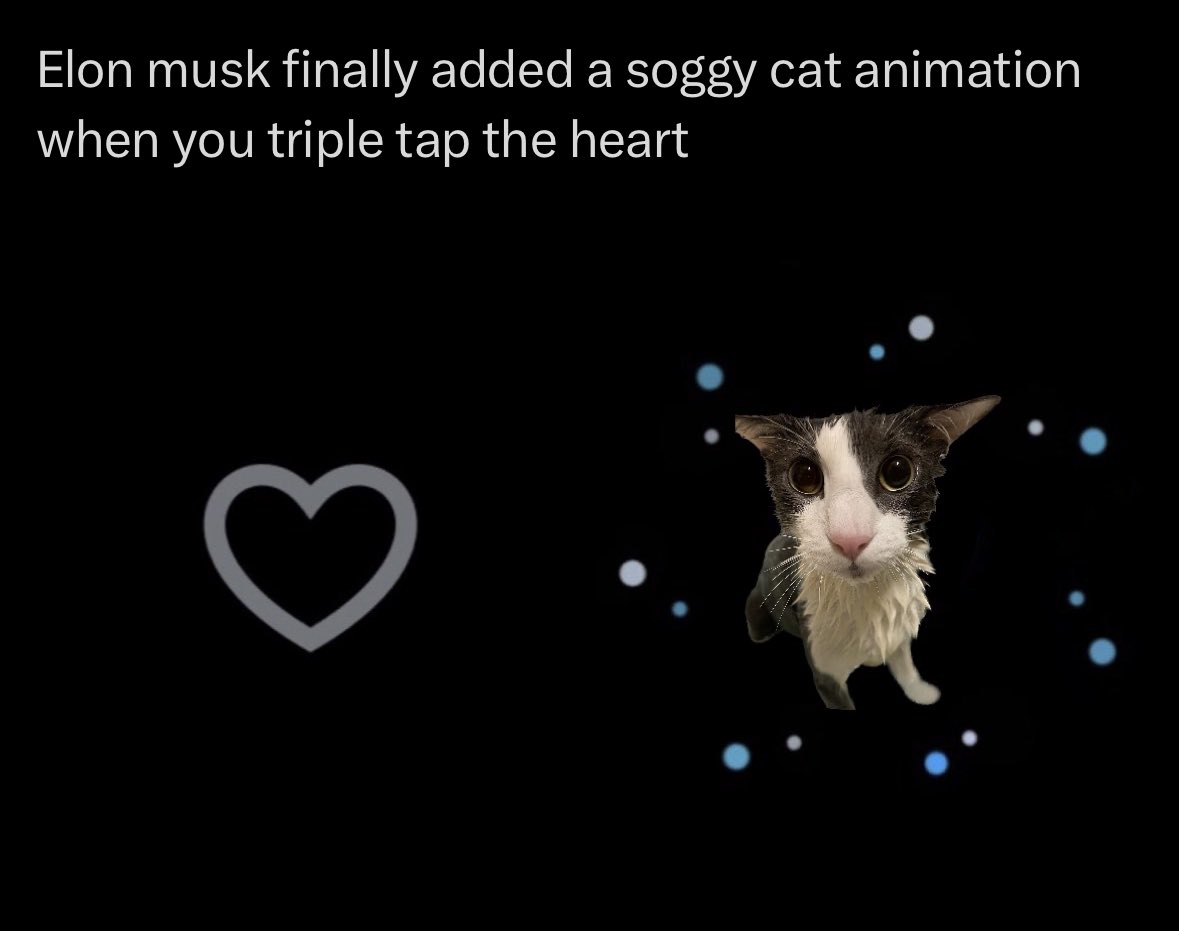 Elon musk finally added a soggy cat animation
when you triple tap the heart